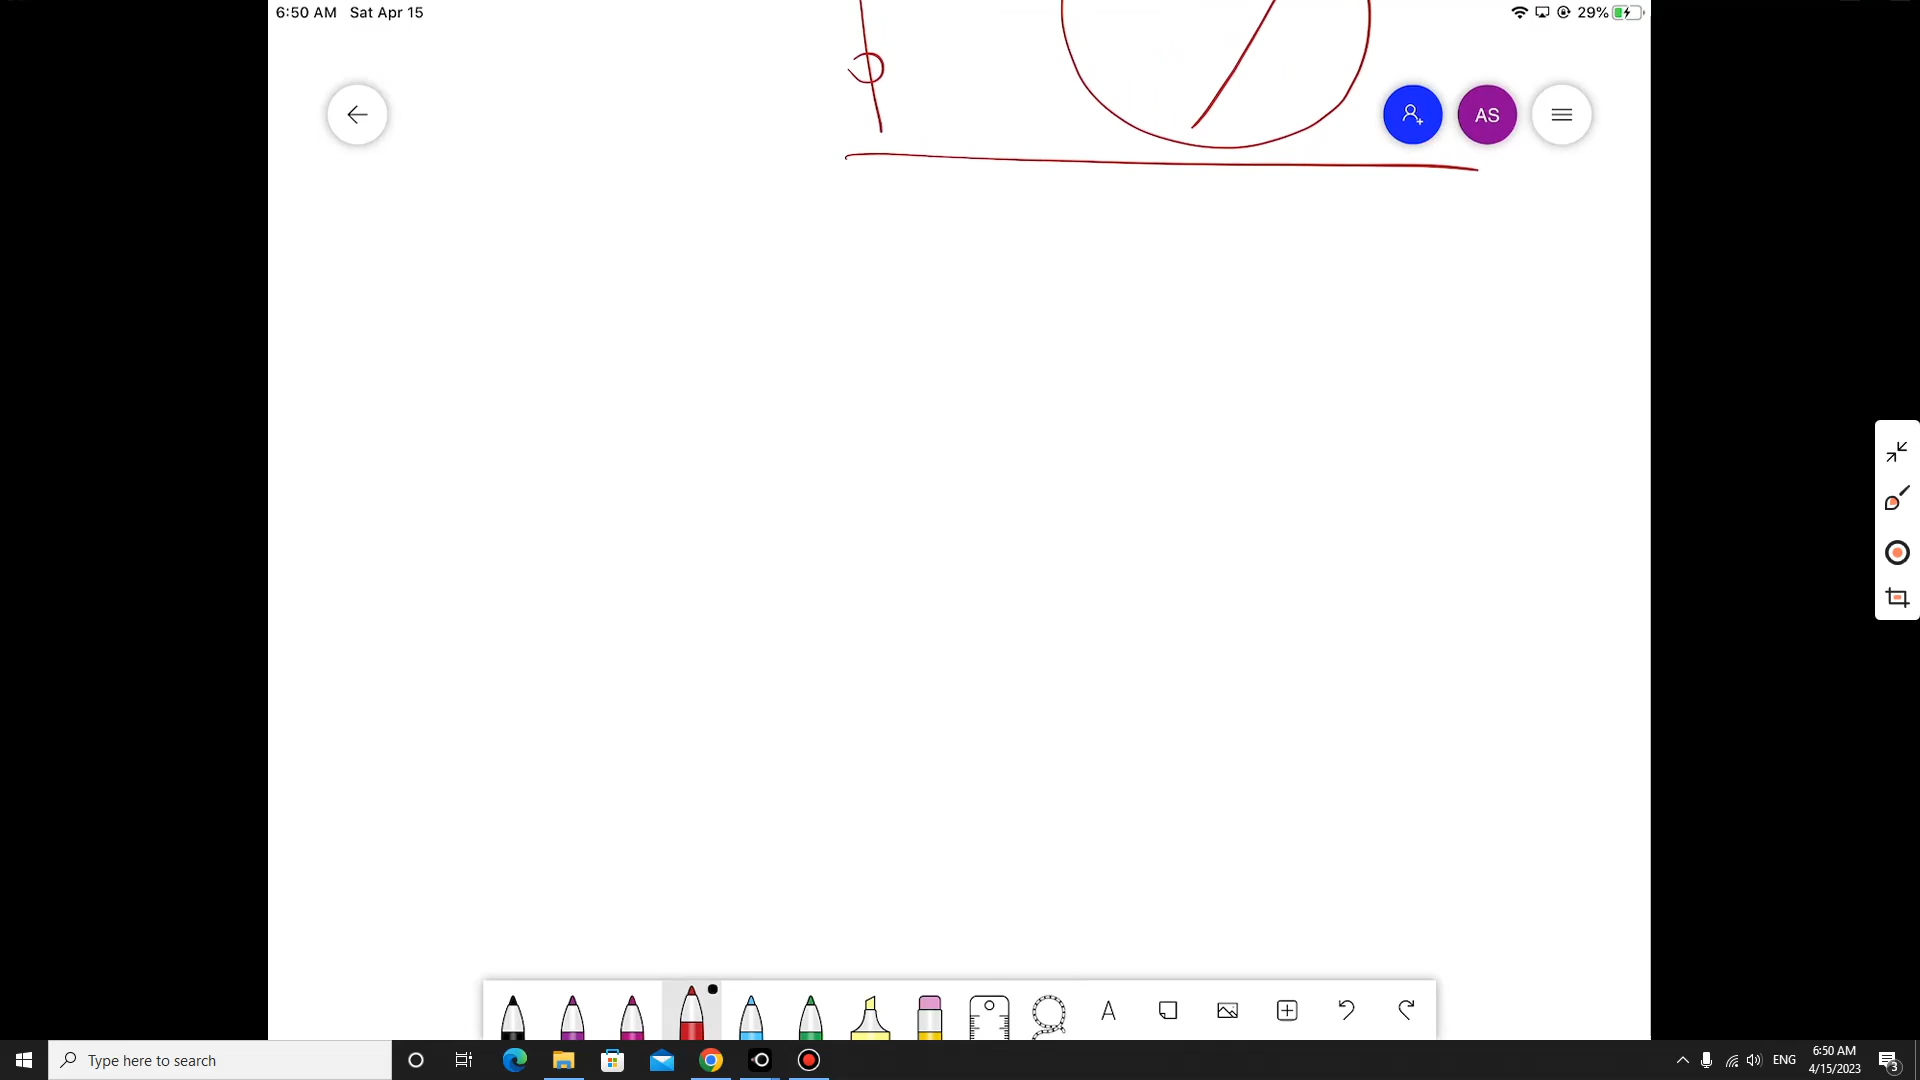 6:50 AM Sat Apr 15
29%
AS
A
Type here to search
ENG
6:50 AM
4/15/2023
3